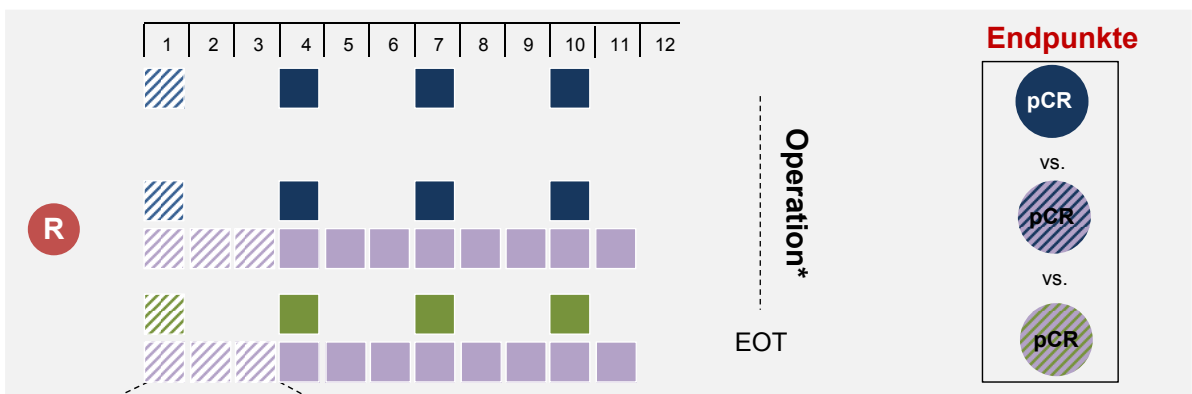 1 2 3 4 5 6 7 8 9 10 11 12
Endpunkte
pCR
vs.
pCR
vs.
pCR
R
Operation*
EOT